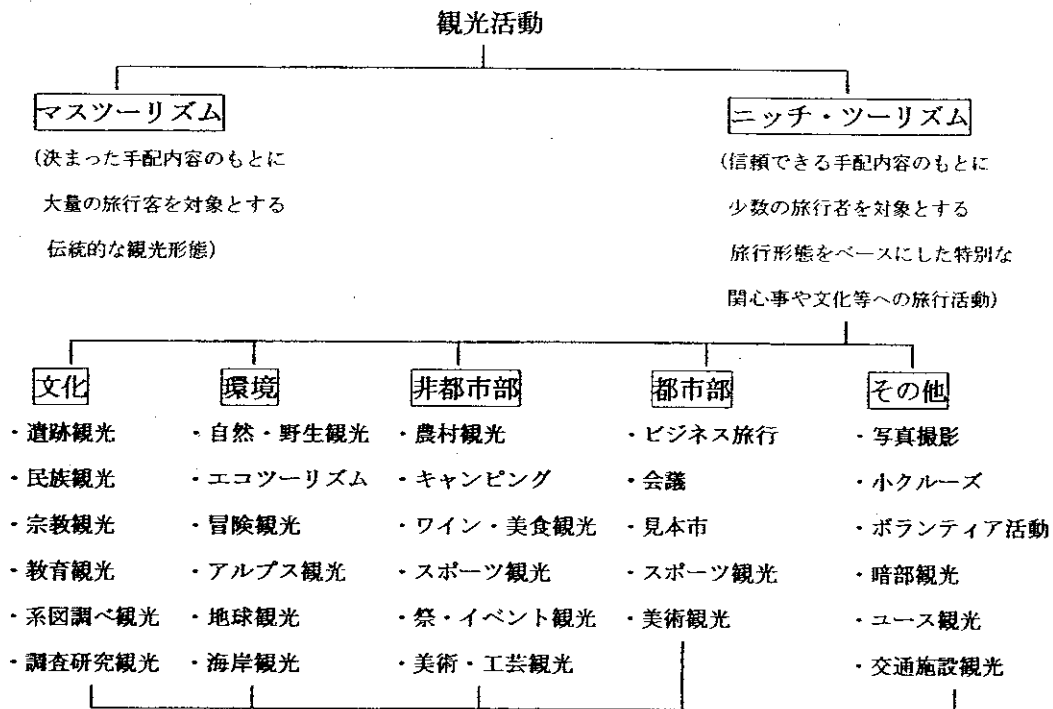 観光活動
マスツーリズム
(決まった手配内容のもとに
大量の旅行客を対象とする
伝統的な観光形態)
ニッチ・ツーリズム
(信頼できる手配内容のもとに
少数の旅行者を対象とする
旅行形態をベースにした特別な
関心事や文化等への旅行活動)
文化
・遺跡観光
・民族観光
・宗教観光
・教育観光
・系図調べ観光
・調査研究観光
環境
・自然・野生観光
・エコツーリズム
・冒険観光
・アルプス観光
・地球観光
・海岸観光
非都市部
・農村観光
・キャンピング
・ワイン・美食観光
・スポーツ観光
・祭・イベント観光
・美術・工芸観光
都市部
・ビジネス旅行
・会議
・見本市
・スポーツ観光
・美術観光
その他
・写真撮影
・小クルーズ
・ボランティア活動
・暗部観光
・ユース観光
・交通施設観光